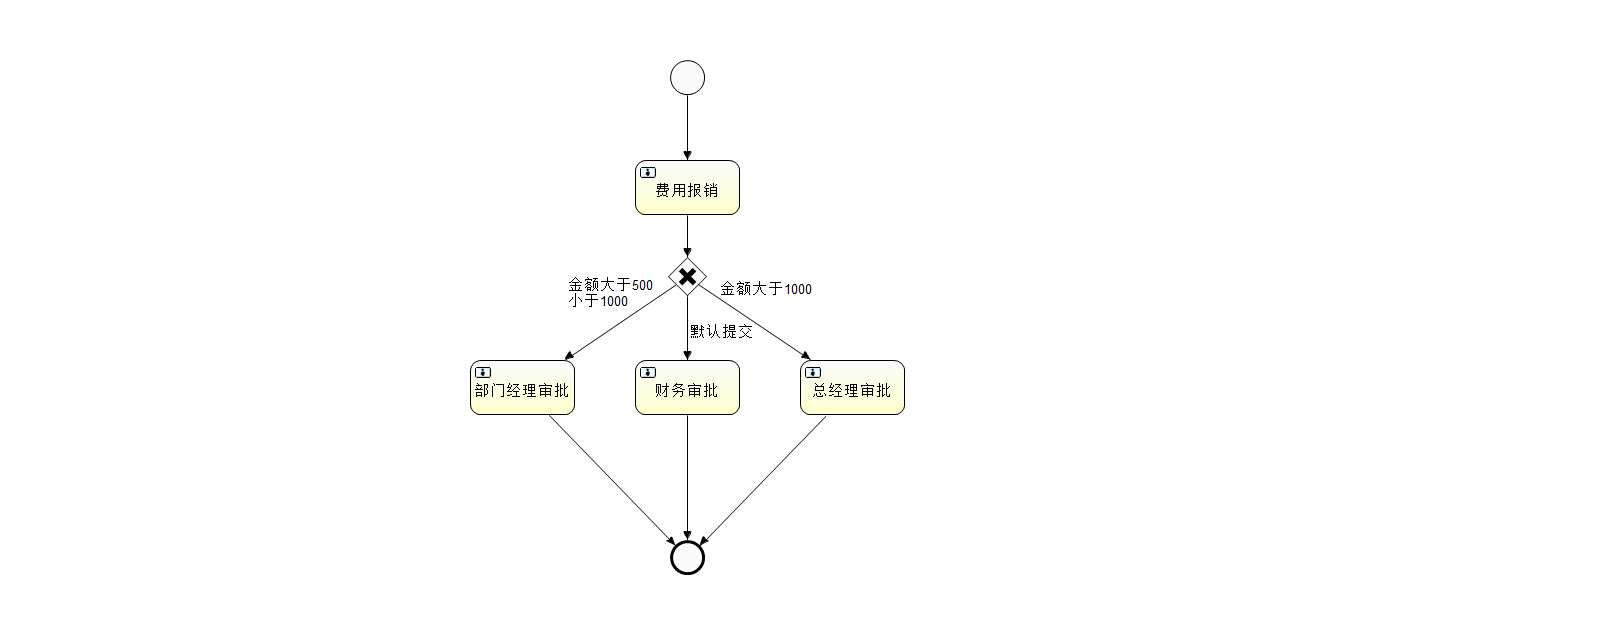 费用报销
金额大于500
小于1000
金额大于1000
默认提交
部门经理审批
财务审批
总经理审批